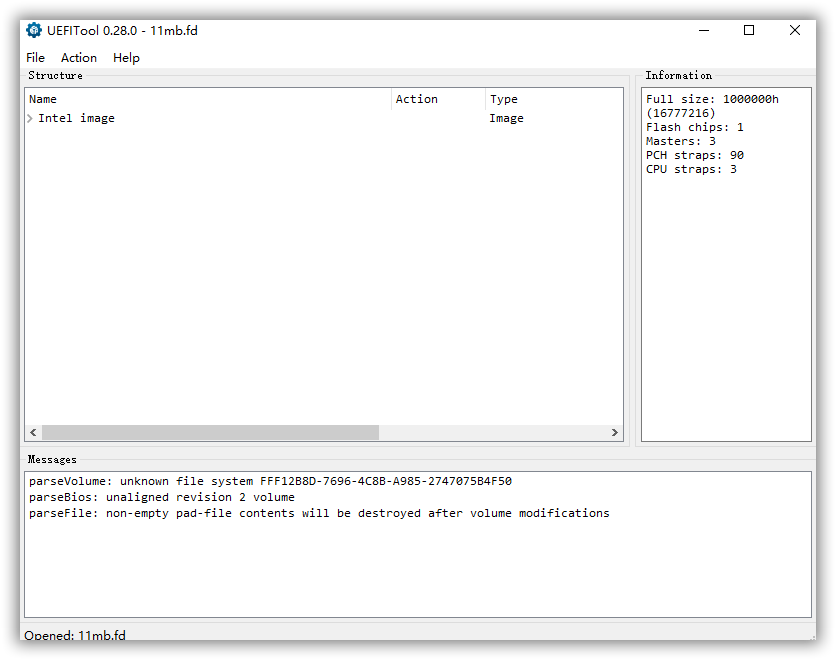 UEFITool 0.28.0 - 11mb.fd
File Action Help
Structure
Name Action Type
Intel image Image
Information
Full size: 1000000h
(16777216)
Flash chips: 1
Masters: 3
PCH straps: 90
CPU straps: 3
Messages
parseVolume: unknown file system FFF12B8D-7696-4C8B-A985-2747075B4F50
parseBios: unaligned revision 2 volume
parseFile: non-empty pad-file contents will be destroyed after volume modifications
Opened: 11mb.fd